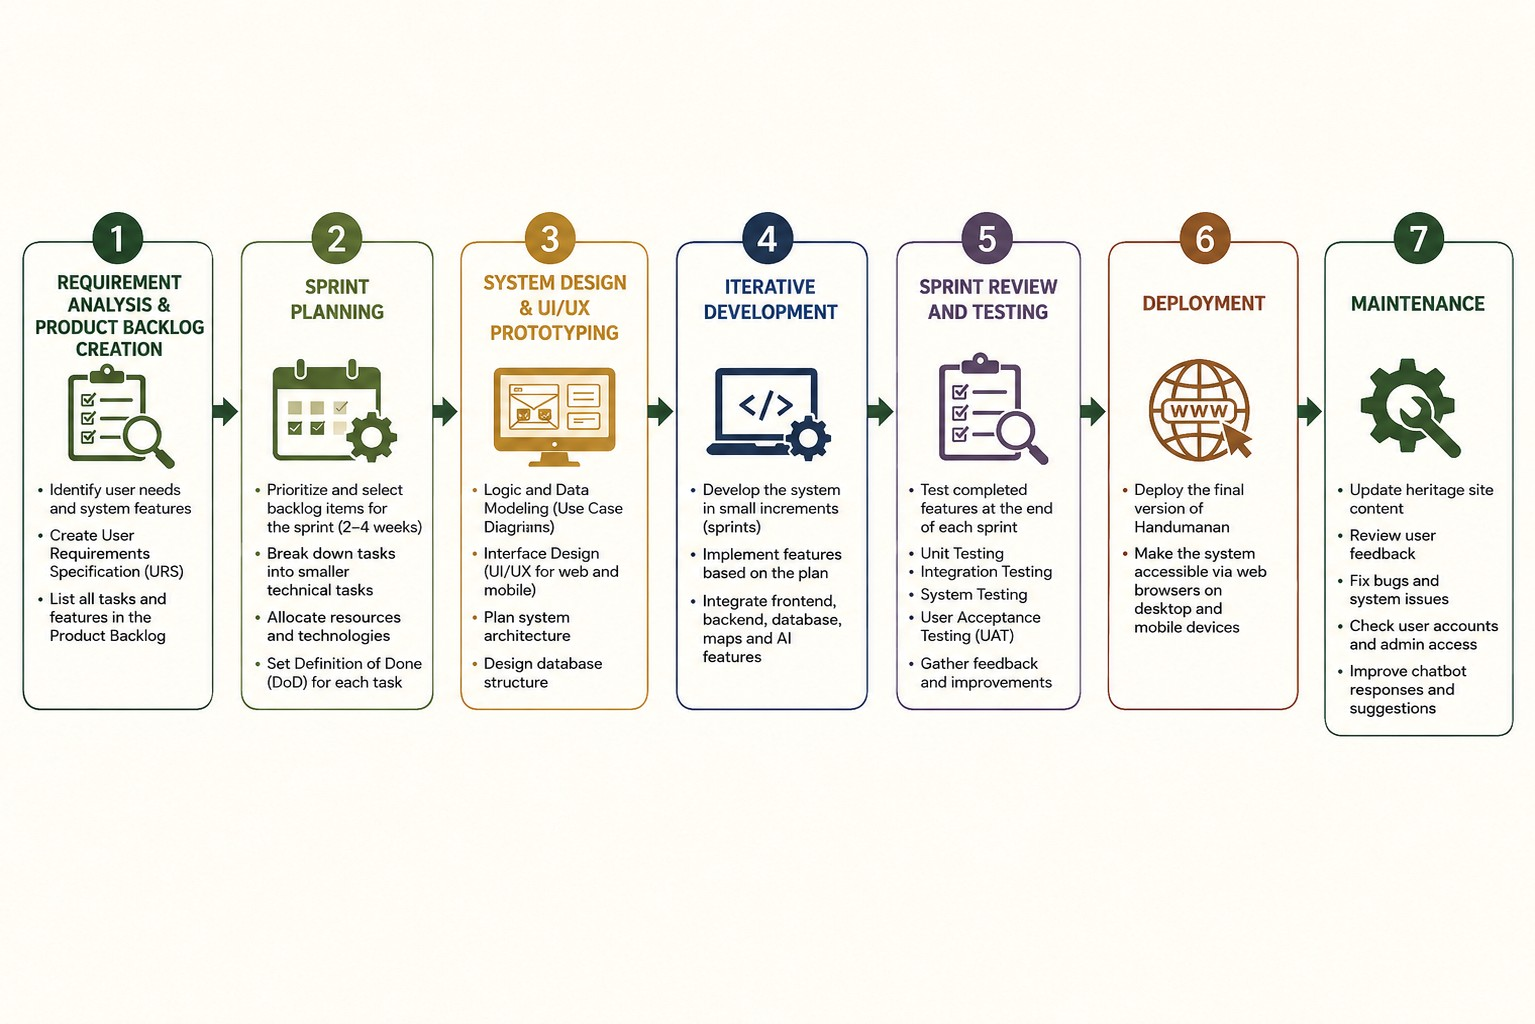 1
REQUIREMENT
ANALYSIS &
PRODUCT BACKLOG
CREATION
• Identify user needs
and system features
• Create User
Requirements
Specification (URS)
• List all tasks and
features in the
Product Backlog
2
SPRINT
PLANNING
• Prioritize and select
backlog items for
the sprint (2–4 weeks)
• Break down tasks
into smaller
technical tasks
• Allocate resources
and technologies
• Set Definition of Done
(DoD) for each task
3
SYSTEM DESIGN
& UI/UX
PROTOTYPING
• Logic and Data
Modeling (Use Case
Diagrams)
• Interface Design
(UI/UX for web and
mobile)
• Plan system
architecture
• Design database
structure
4
ITERATIVE
DEVELOPMENT
</>
• Develop the system
in small increments
(sprints)
• Implement features
based on the plan
• Integrate frontend,
backend, database,
maps and AI
features
5
SPRINT REVIEW
AND TESTING
• Test completed
features at the end
of each sprint
• Unit Testing
• Integration Testing
• System Testing
• User Acceptance
Testing (UAT)
• Gather feedback
and improvements
6
DEPLOYMENT
WWW
• Deploy the final
version of
Handumanan
• Make the system
accessible via web
browsers on
desktop and
mobile devices
7
MAINTENANCE
• Update heritage site
content
• Review user
feedback
• Fix bugs and
system issues
• Check user accounts
and admin access
• Improve chatbot
responses and
suggestions